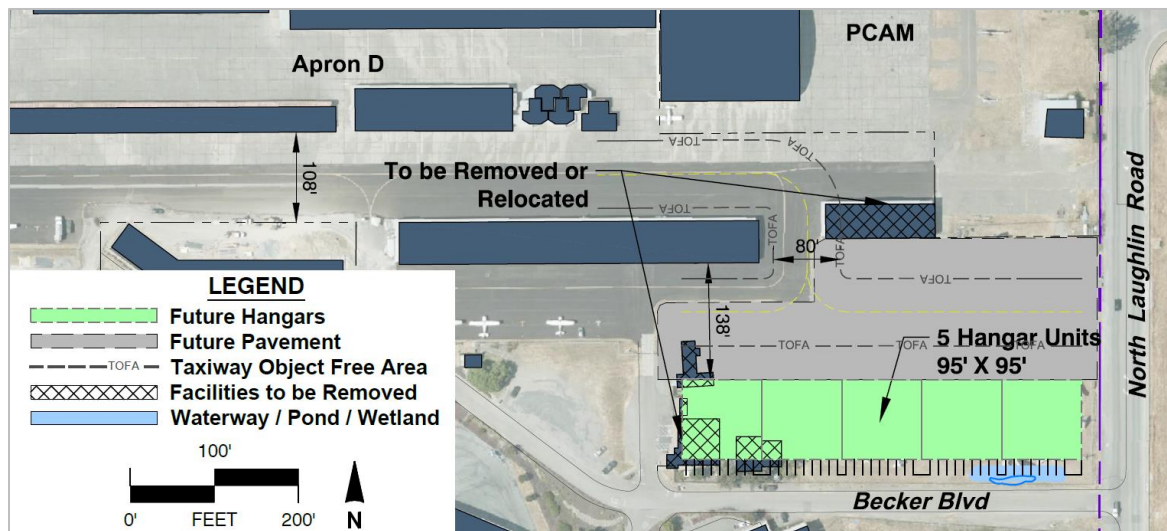 Apron D
PCAM
TOFA
TOFA
108'
To be Removed or
Relocated
TOFA
TOFA
80'
TOFA
TOFA
138'
North Laughlin Road
LEGEND
Future Hangars
Future Pavement
TOFA
Taxiway Object Free Area
Facilities to be Removed
Waterway / Pond / Wetland
TOFA
TOFA
TOFA
5 Hangar Units
95' X 95'
100'
0'
FEET
200'
N
Becker Blvd